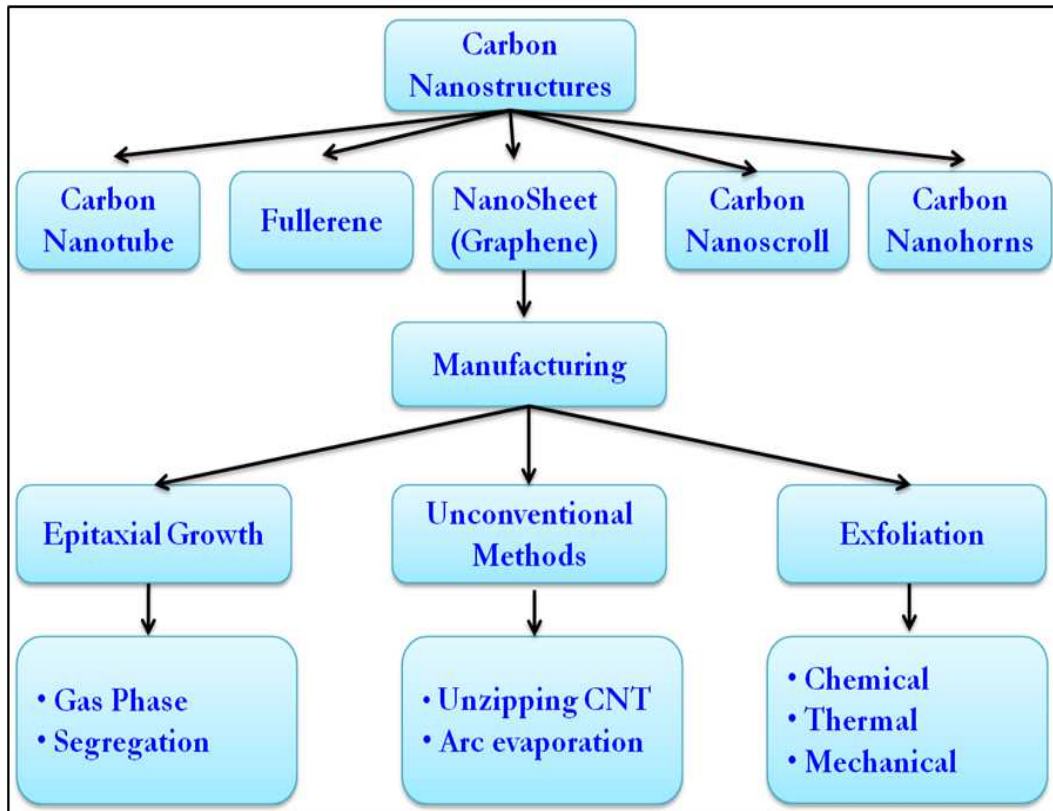 Carbon
Nanostructures
Carbon
Nanotube
Fullerene
NanoSheet
(Graphene)
Carbon
Nanoscroll
Carbon
Nanohorns
Manufacturing
Epitaxial Growth
Unconventional
Methods
Exfoliation
• Gas Phase
• Segregation
• Unzipping CNT
• Arc evaporation
• Chemical
• Thermal
• Mechanical